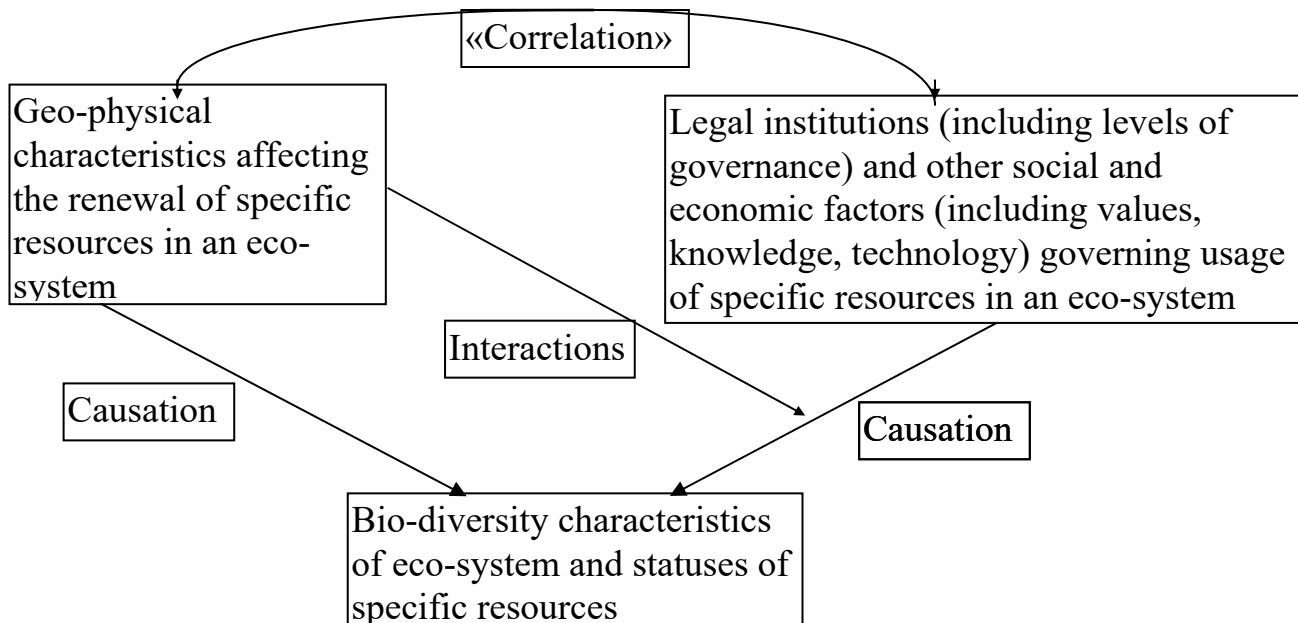 «Correlation»
Geo-physical
characteristics affecting
the renewal of specific
resources in an eco-
system
Legal institutions (including levels of
governance) and other social and
economic factors (including values,
knowledge, technology) governing usage
of specific resources in an eco-system
Interactions
Causation
Causation
Bio-diversity characteristics
of eco-system and statuses of
specific resources